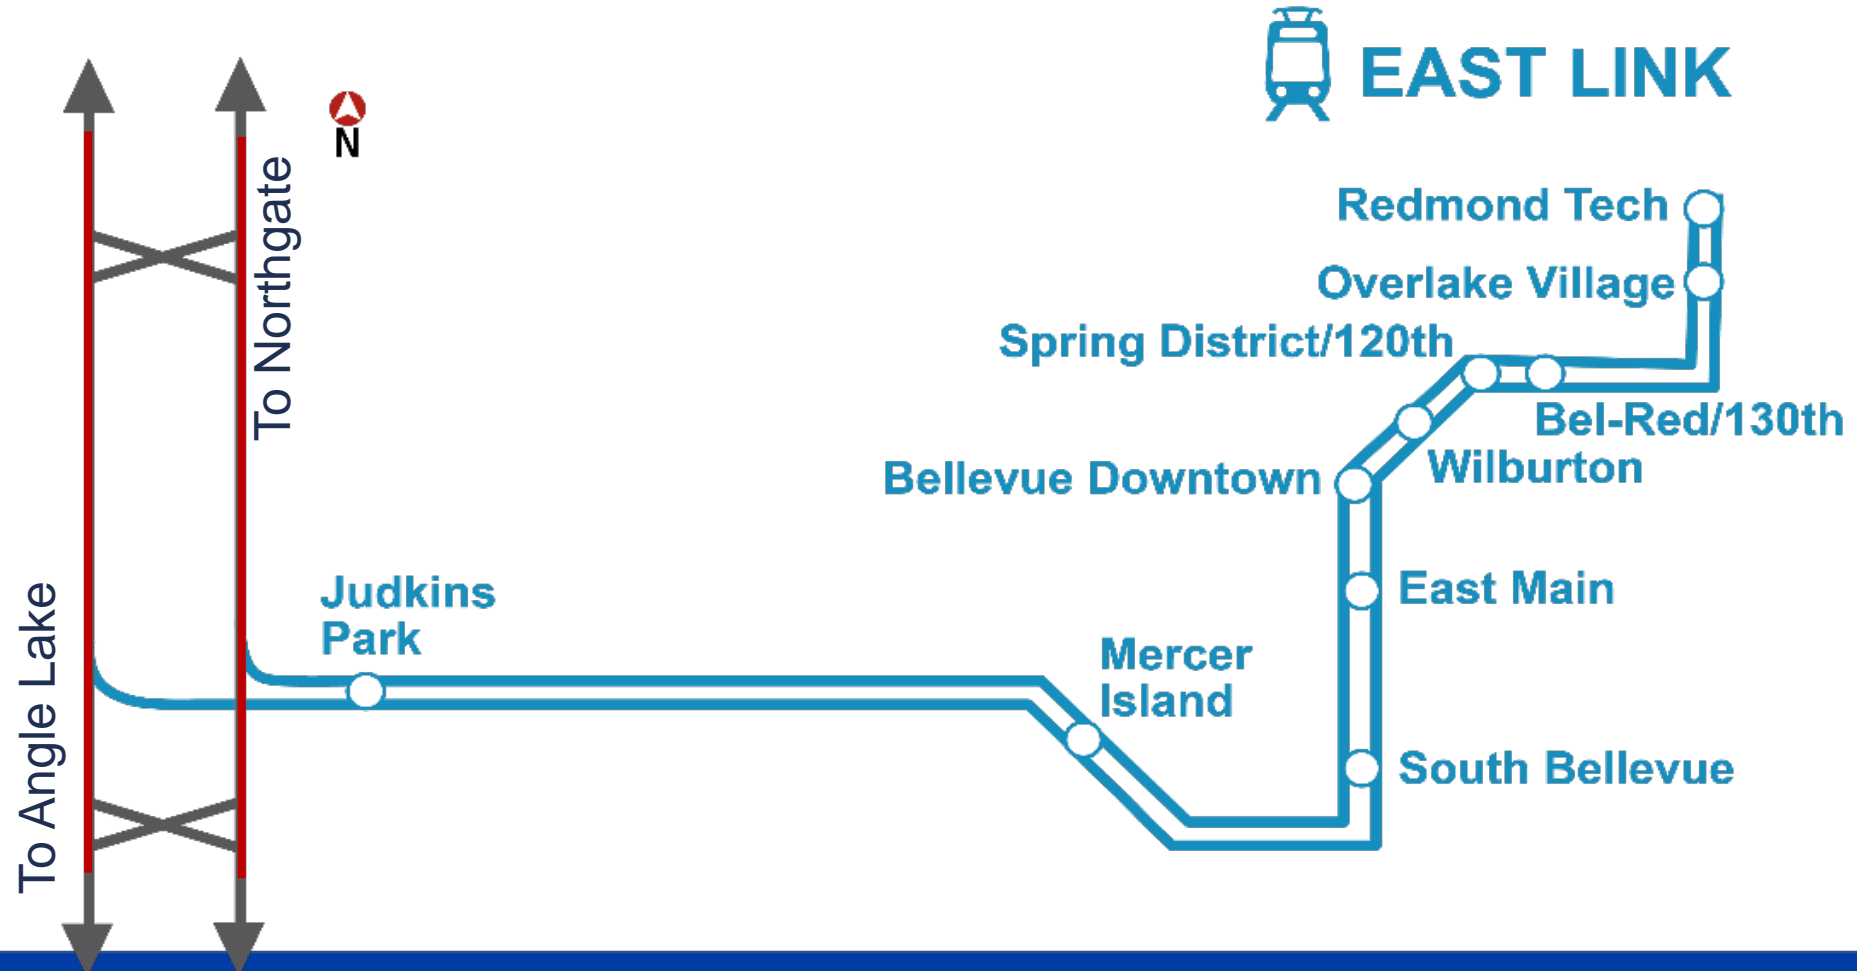 EAST LINK
N
To Northgate
To Angle Lake
Redmond Tech
Overlake Village
Spring District/120th
Bel-Red/130th
Wilburton
Bellevue Downtown
East Main
Judkins
Park
Mercer
Island
South Bellevue